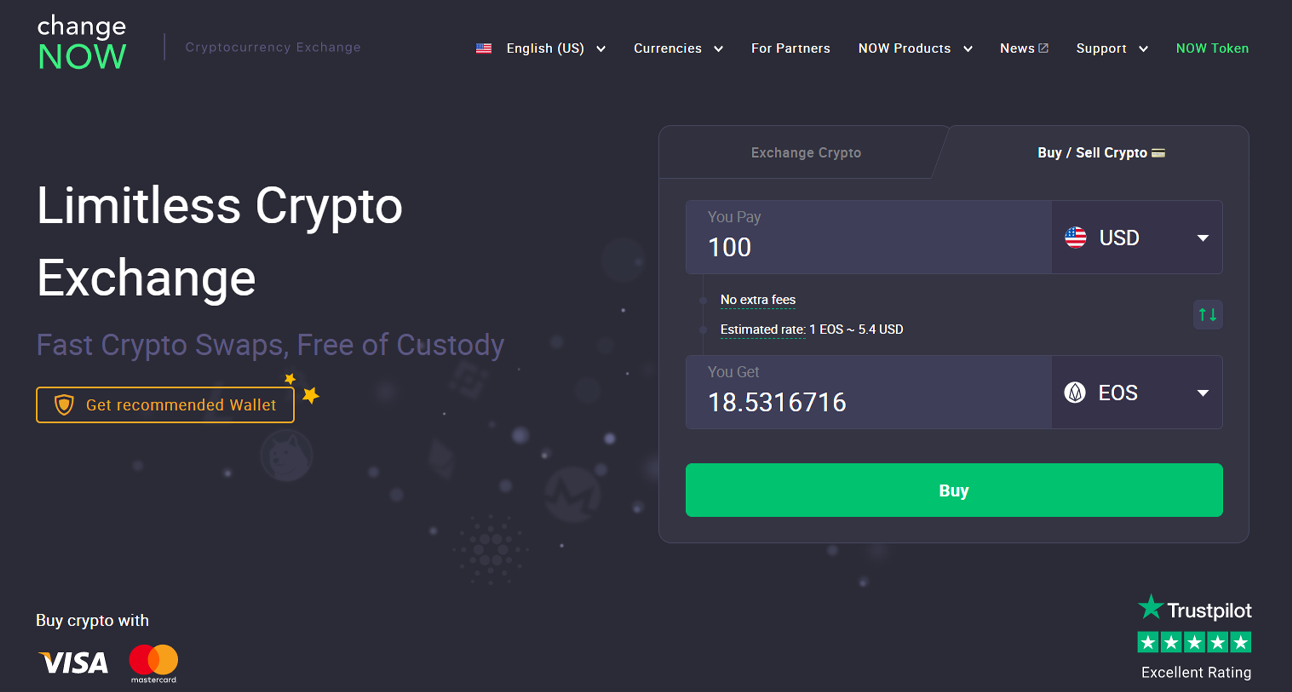 change
NOW
Cryptocurrency Exchange
English (US)
Currencies
For Partners
NOW Products
News
Support
NOW Token
Exchange Crypto
Buy / Sell Crypto
Limitless Crypto
Exchange
Fast Crypto Swaps, Free of Custody
Get recommended Wallet
You Pay
100
USD
No extra fees
Estimated rate: 1 EOS ~ 5.4 USD
You Get
18.5316716
EOS
Buy
Buy crypto with
VISA
mastercard
Trustpilot
Excellent Rating